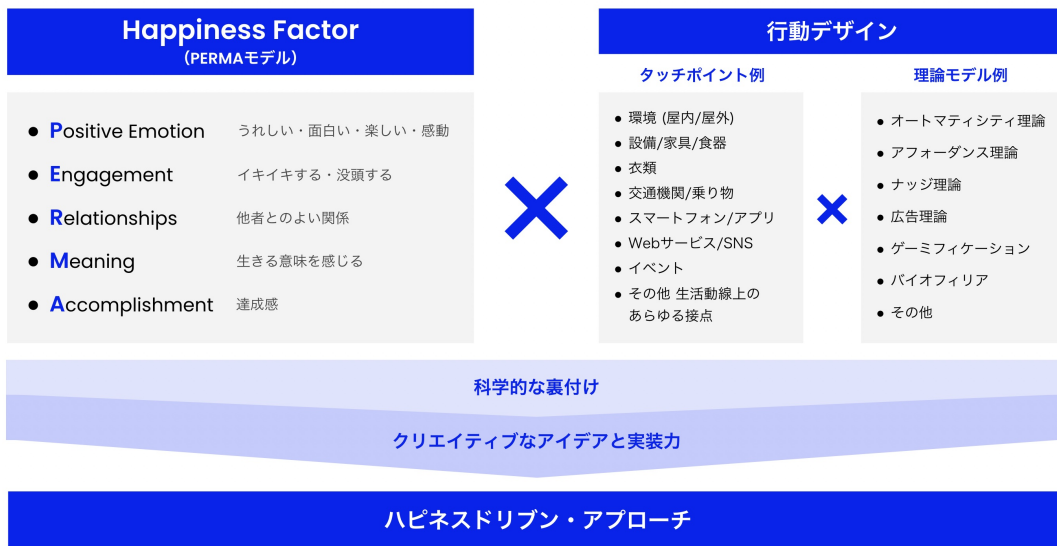 Happiness Factor
(PERMAモデル)
Positive Emotion うれしい・面白い・楽しい・感動
Engagement イキイキする・没頭する
Relationships 他者とのよい関係
Meaning 生きる意味を感じる
Accomplishment 達成感
行動デザイン
タッチポイント例
環境 (屋内/屋外)
設備/家具/食器
衣類
交通機関/乗り物
スマートフォン/アプリ
Webサービス/SNS
イベント
その他 生活動線上の
あらゆる接点
理論モデル例
オートマティシティ理論
アフォーダンス理論
ナッジ理論
広告理論
ゲーミフィケーション
バイオフィリア
その他
科学的な裏付け
クリエイティブなアイデアと実装力
ハピネスドリブン・アプローチ